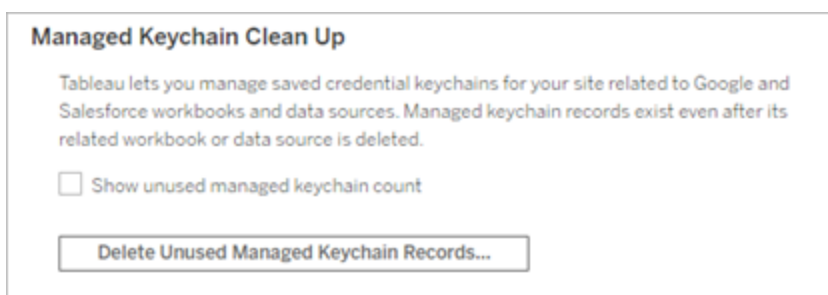 Managed Keychain Clean Up
Tableau lets you manage saved credential keychains for your site related to Google and
Salesforce workbooks and data sources. Managed keychain records exist even after its
related workbook or data source is deleted.
Show unused managed keychain count
Delete Unused Managed Keychain Records...